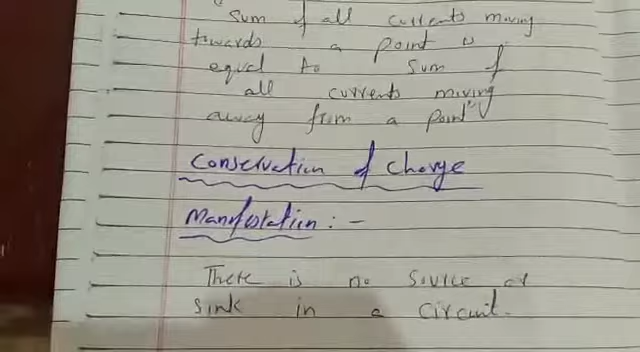 "Sum of all currents moving
towards a point is
equal to sum of
all currents moving
away from a point"
Conservation of charge
Manifestation :-
There is no source or
sink in a circuit.